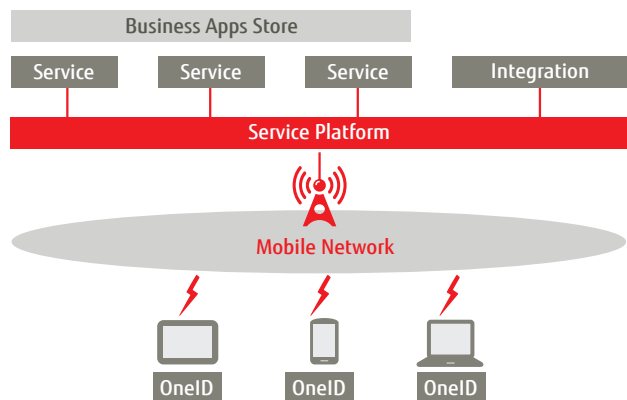 Business Apps Store
Service
Service
Service
Integration
Service Platform
Mobile Network
OneID
OneID
OneID